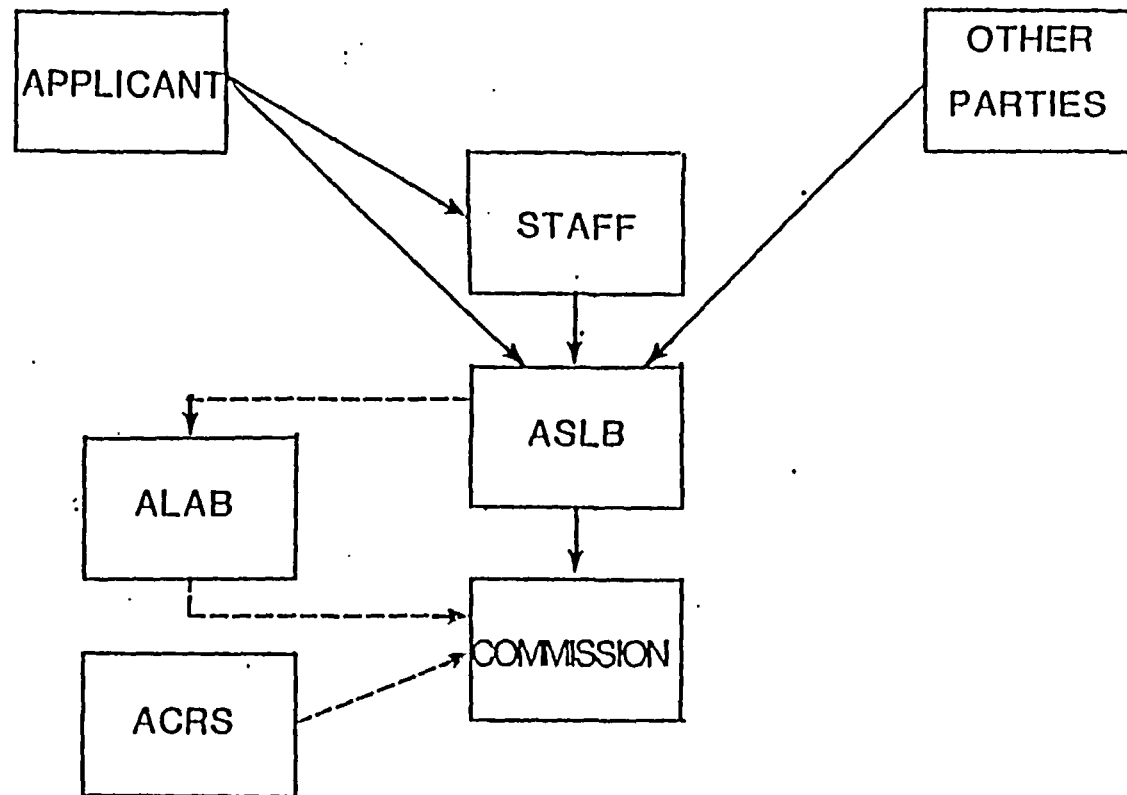 APPLICANT
OTHER
PARTIES
STAFF
ASLB
ALAB
COMMISSION
ACRS